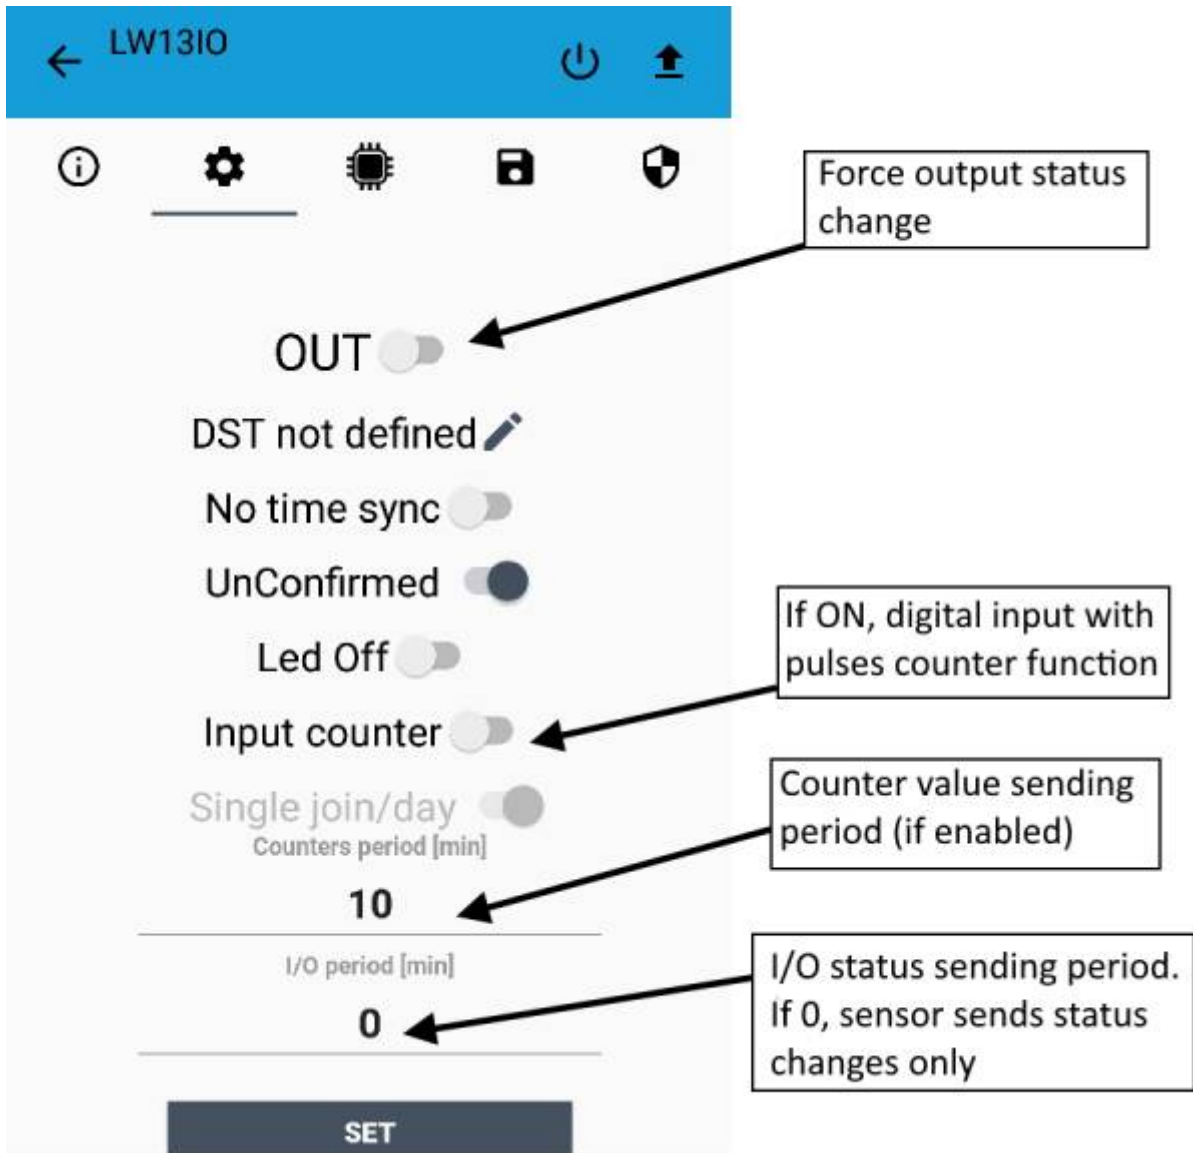 LW13IO
Force output status
change
OUT
DST not defined
No time sync
UnConfirmed
Led Off
If ON, digital input with
pulses counter function
Input counter
Single join/day
Counters period [min]
Counter value sending
period (if enabled)
10
I/O period [min]
0
I/O status sending period.
If 0, sensor sends status
changes only
SET